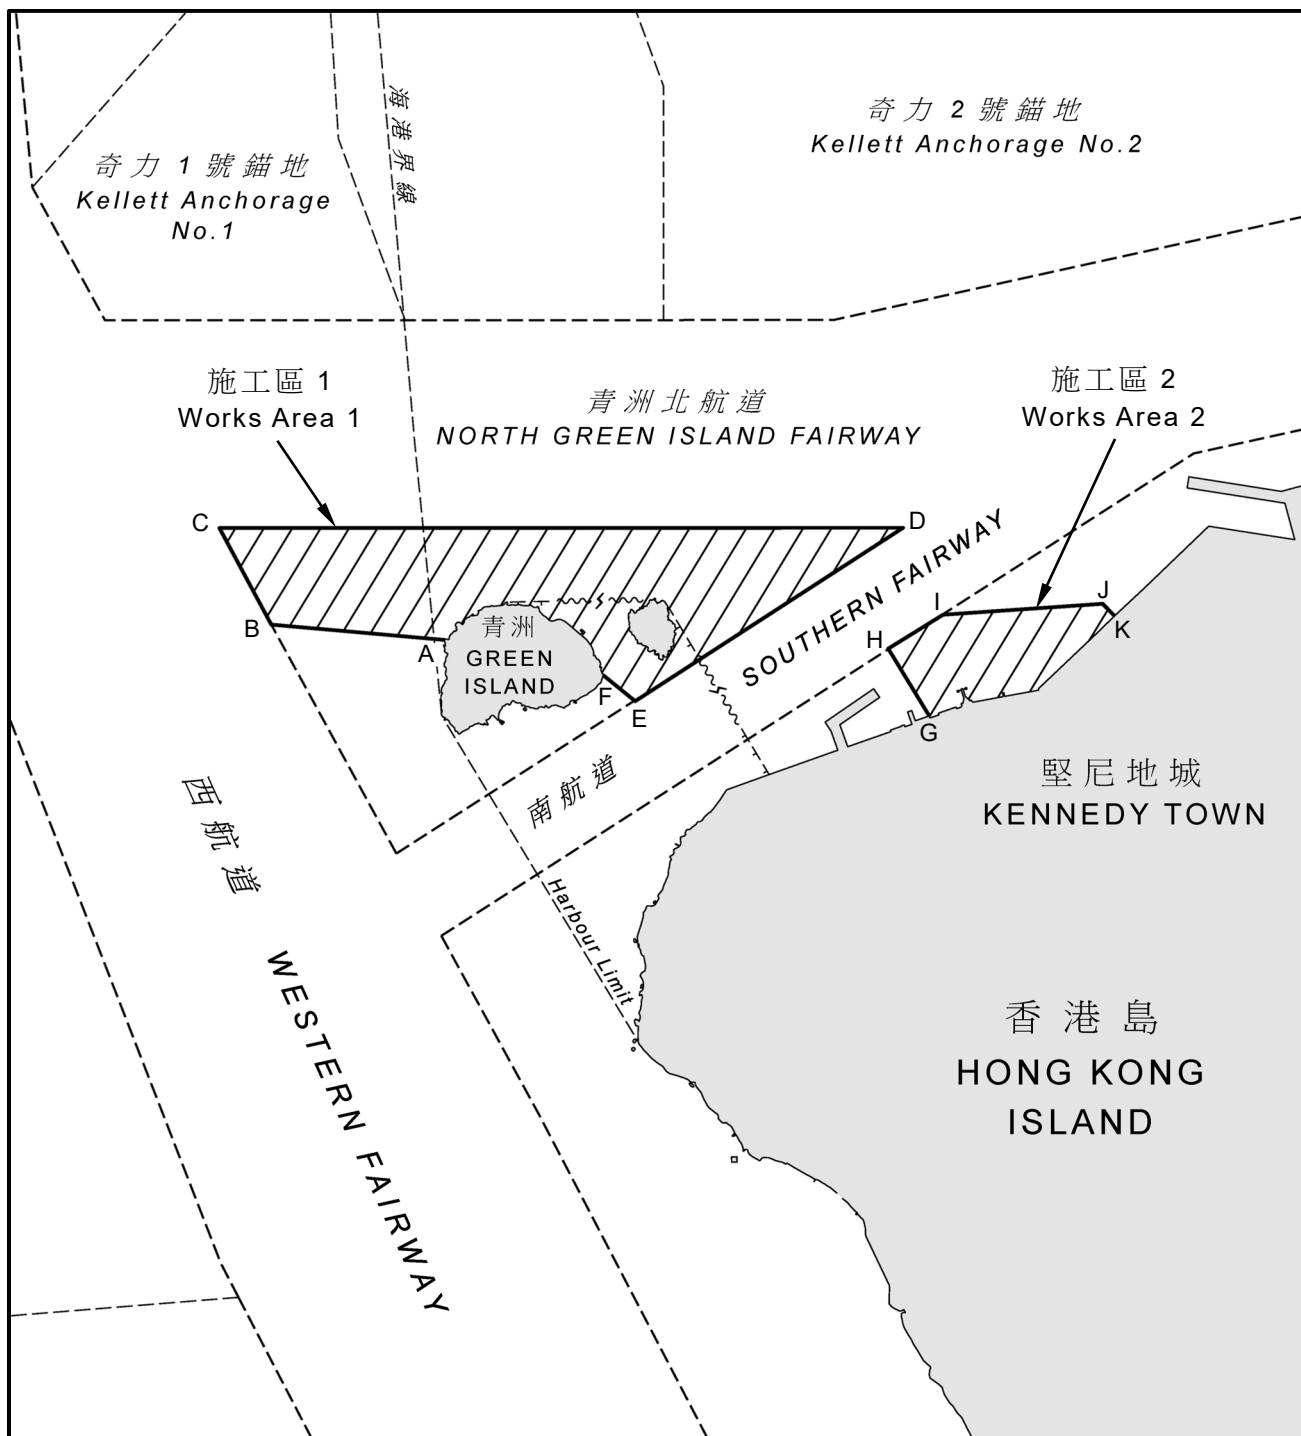 海港界線
奇力 2 號錨地
Kellett Anchorage No.2
奇力 1 號錨地
Kellett Anchorage
No.1
施工區 1
Works Area 1
青洲北航道
NORTH GREEN ISLAND FAIRWAY
施工區 2
Works Area 2
C
D
SOUTHERN FAIRWAY
B
A
青洲
GREEN
ISLAND
F
E
H
I
J
K
G
南航道
堅尼地城
KENNEDY TOWN
西航道
WESTERN FAIRWAY
Harbour Limit
香港島
HONG KONG
ISLAND